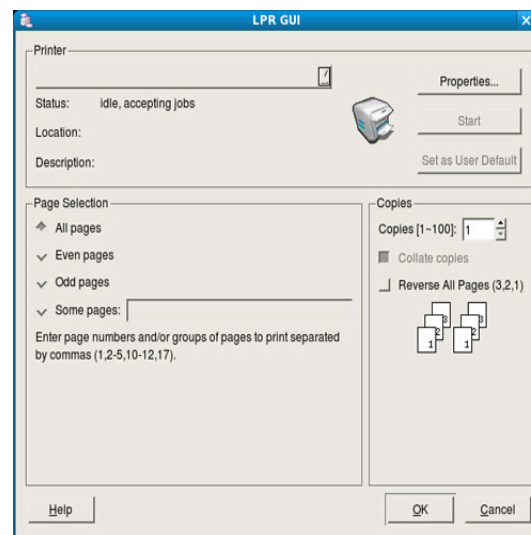 LPR GUI
Printer
Properties...
Status: idle, accepting jobs
Start
Location:
Description:
Set as User Default
Page Selection
All pages
Even pages
Odd pages
Some pages:
Enter page numbers and/or groups of pages to print separated
by commas (1,2-5,10-12,17).
Copies
Copies [1~100]: 1
Collate copies
Reverse All Pages (3,2,1)
3 3
2 2
1 1
Help
OK
Cancel